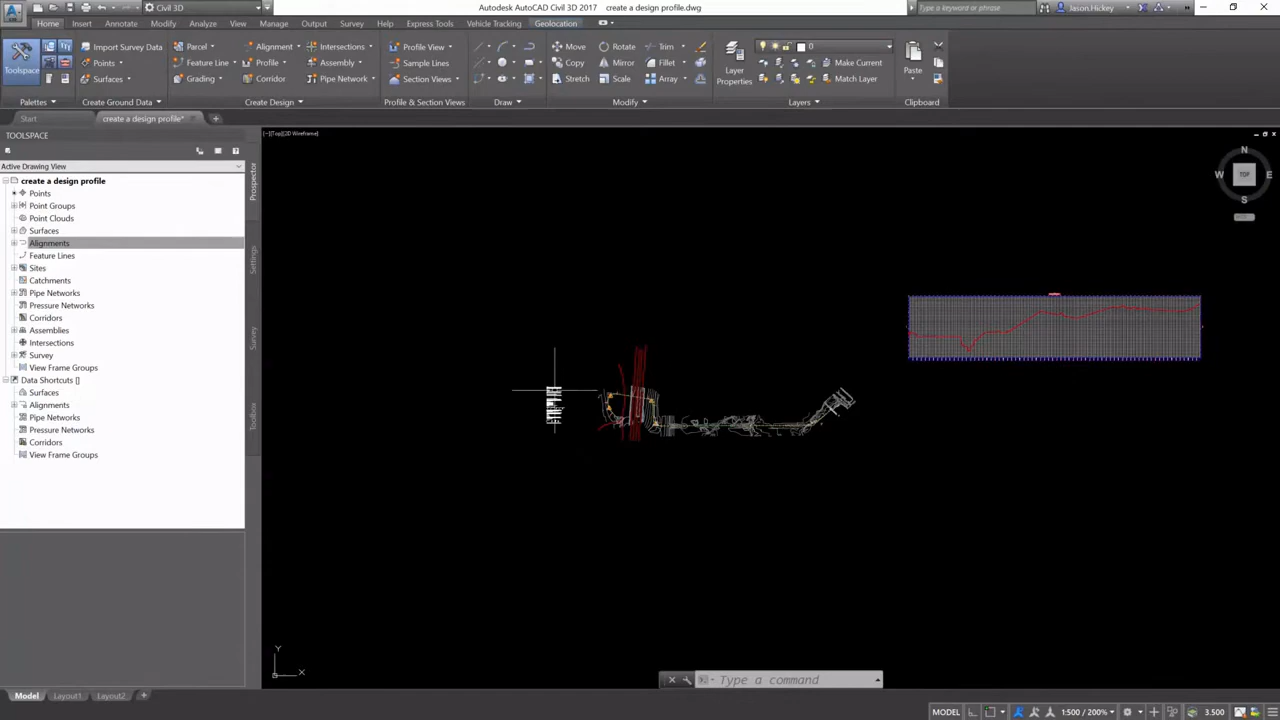 Civil 3D
Autodesk AutoCAD Civil 3D 2017 create a design profile.dwg
Type a keyword or phrase
Jason.Hickey
Home Insert Annotate Modify Analyze View Manage Output Survey Express Tools Vehicle Tracking Geolocation
Toolspace
Palettes
Import Survey Data
Points
Surfaces
Create Ground Data
Parcel
Feature Line
Grading
Alignment
Profile
Corridor
Intersections
Assembly
Pipe Network
Create Design
Profile View
Sample Lines
Section Views
Profile & Section Views
Draw
Move
Copy
Stretch
Rotate
Mirror
Scale
Trim
Fillet
Array
Modify
Layer
Properties
0
Make Current
Match Layer
Layers
Paste
Clipboard
Start
create a design profile*
TOOLSPACE
Active Drawing View
create a design profile
Points
Point Groups
Point Clouds
Surfaces
Alignments
Feature Lines
Sites
Catchments
Pipe Networks
Pressure Networks
Corridors
Assemblies
Intersections
Survey
View Frame Groups
Data Shortcuts []
Surfaces
Alignments
Pipe Networks
Pressure Networks
Corridors
View Frame Groups
Prospector
Settings
Survey
Toolbox
[−][Top][2D Wireframe]
N
W TOP E
S
Y
X
Type a command
Model Layout1 Layout2
MODEL
1:500 / 200%
3.500